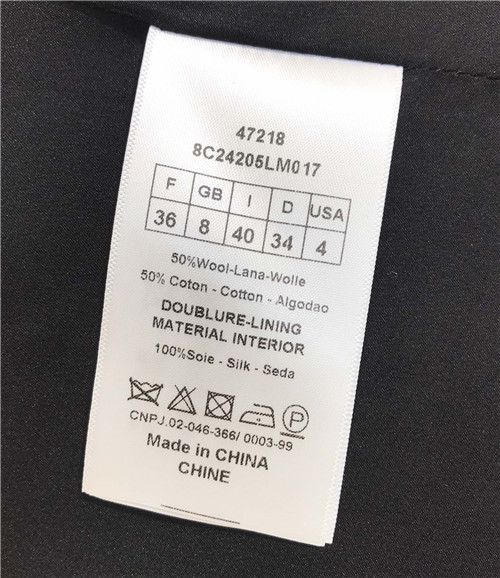 47218
8C24205LM017
F GB I D USA
36 8 40 34 4
50%Wool-Lana-Wolle
50% Coton - Cotton - Algodao
DOUBLURE-LINING
MATERIAL INTERIOR
100%Soie - Silk - Seda
P
CNPJ.02-046-366/ 0003-99
Made in CHINA
CHINE